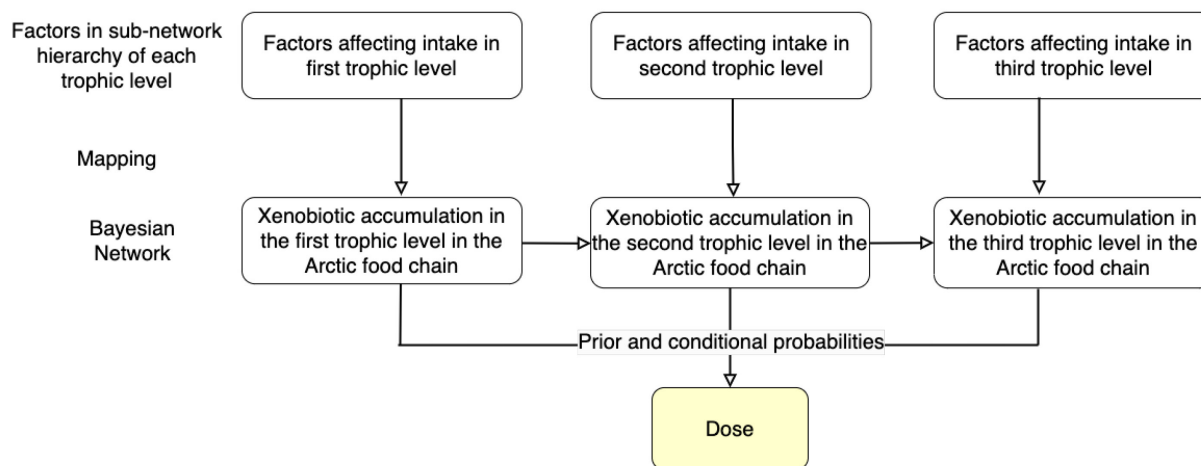 Factors in sub-network
hierarchy of each
trophic level
Factors affecting intake in
first trophic level
Factors affecting intake in
second trophic level
Factors affecting intake in
third trophic level
Mapping
Bayesian
Network
Xenobiotic accumulation in
the first trophic level in the
Arctic food chain
Xenobiotic accumulation in
the second trophic level in the
Arctic food chain
Xenobiotic accumulation in
the third trophic level in the
Arctic food chain
Prior and conditional probabilities
Dose